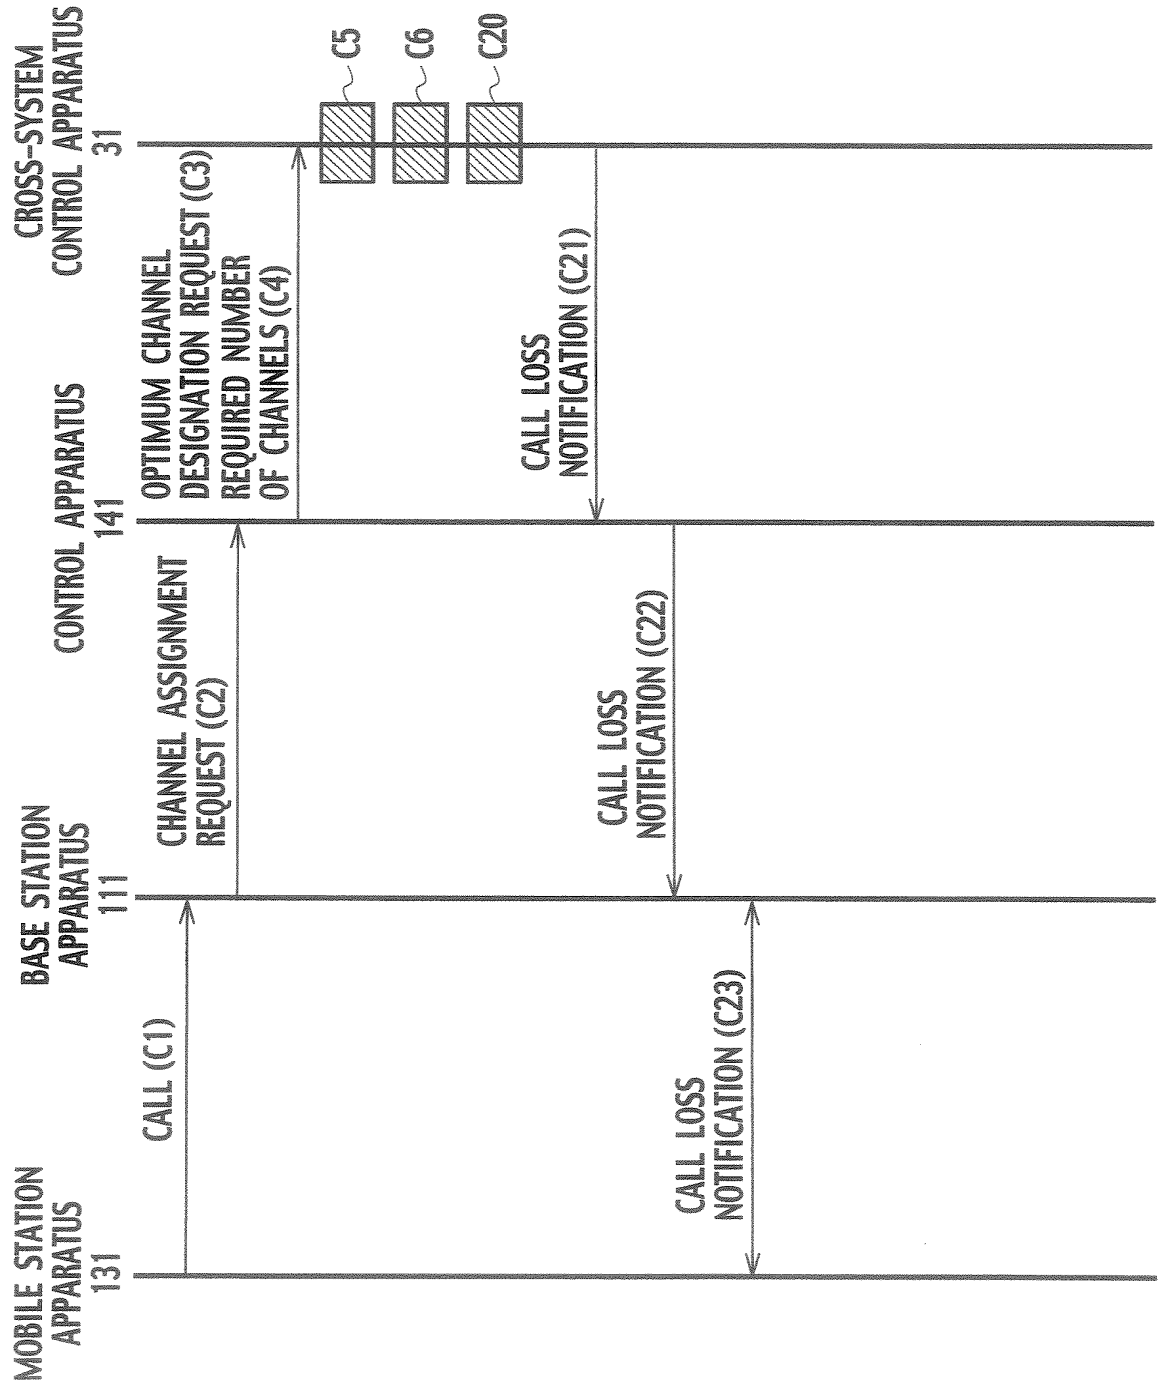 MOBILE STATION
APPARATUS
131
BASE STATION
APPARATUS
111
CONTROL APPARATUS
141
CROSS-SYSTEM
CONTROL APPARATUS
31
CALL (C1)
CHANNEL ASSIGNMENT
REQUEST (C2)
OPTIMUM CHANNEL
DESIGNATION REQUEST (C3)
REQUIRED NUMBER
OF CHANNELS (C4)
C5
C6
C20
CALL LOSS
NOTIFICATION (C21)
CALL LOSS
NOTIFICATION (C22)
CALL LOSS
NOTIFICATION (C23)